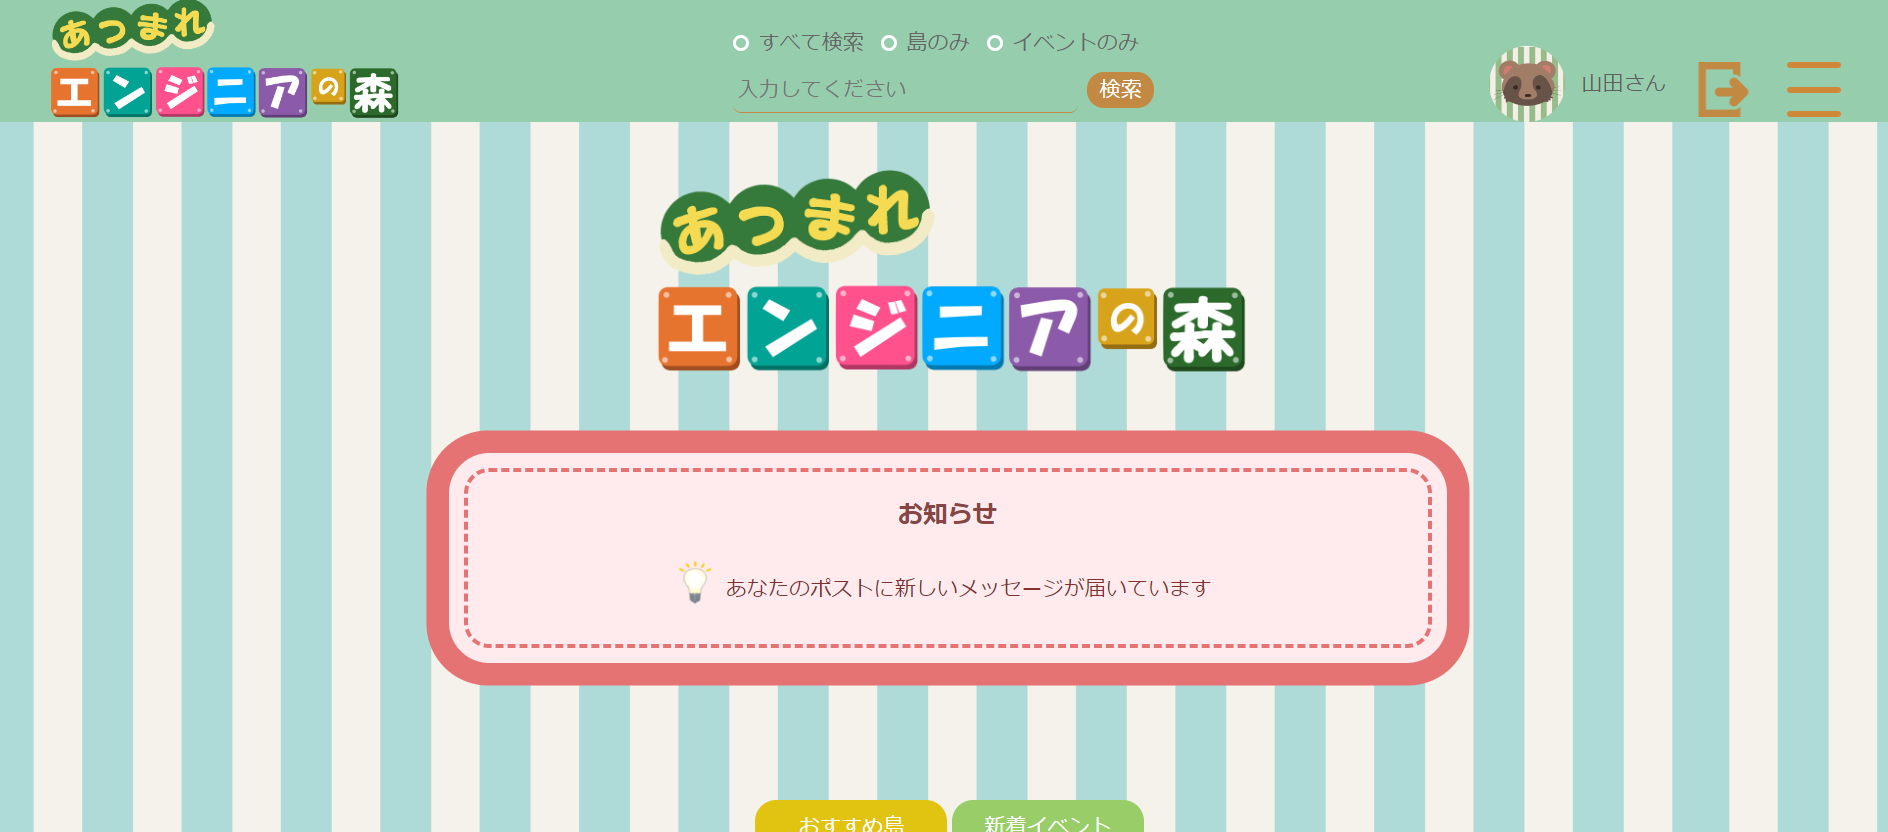 あつまれ
エンジニアの森
すべて検索 島のみ イベントのみ
入力してください 検索
山田さん
あつまれ
エンジニアの森
お知らせ
あなたのポストに新しいメッセージが届いています
おすすめ島 新着イベント